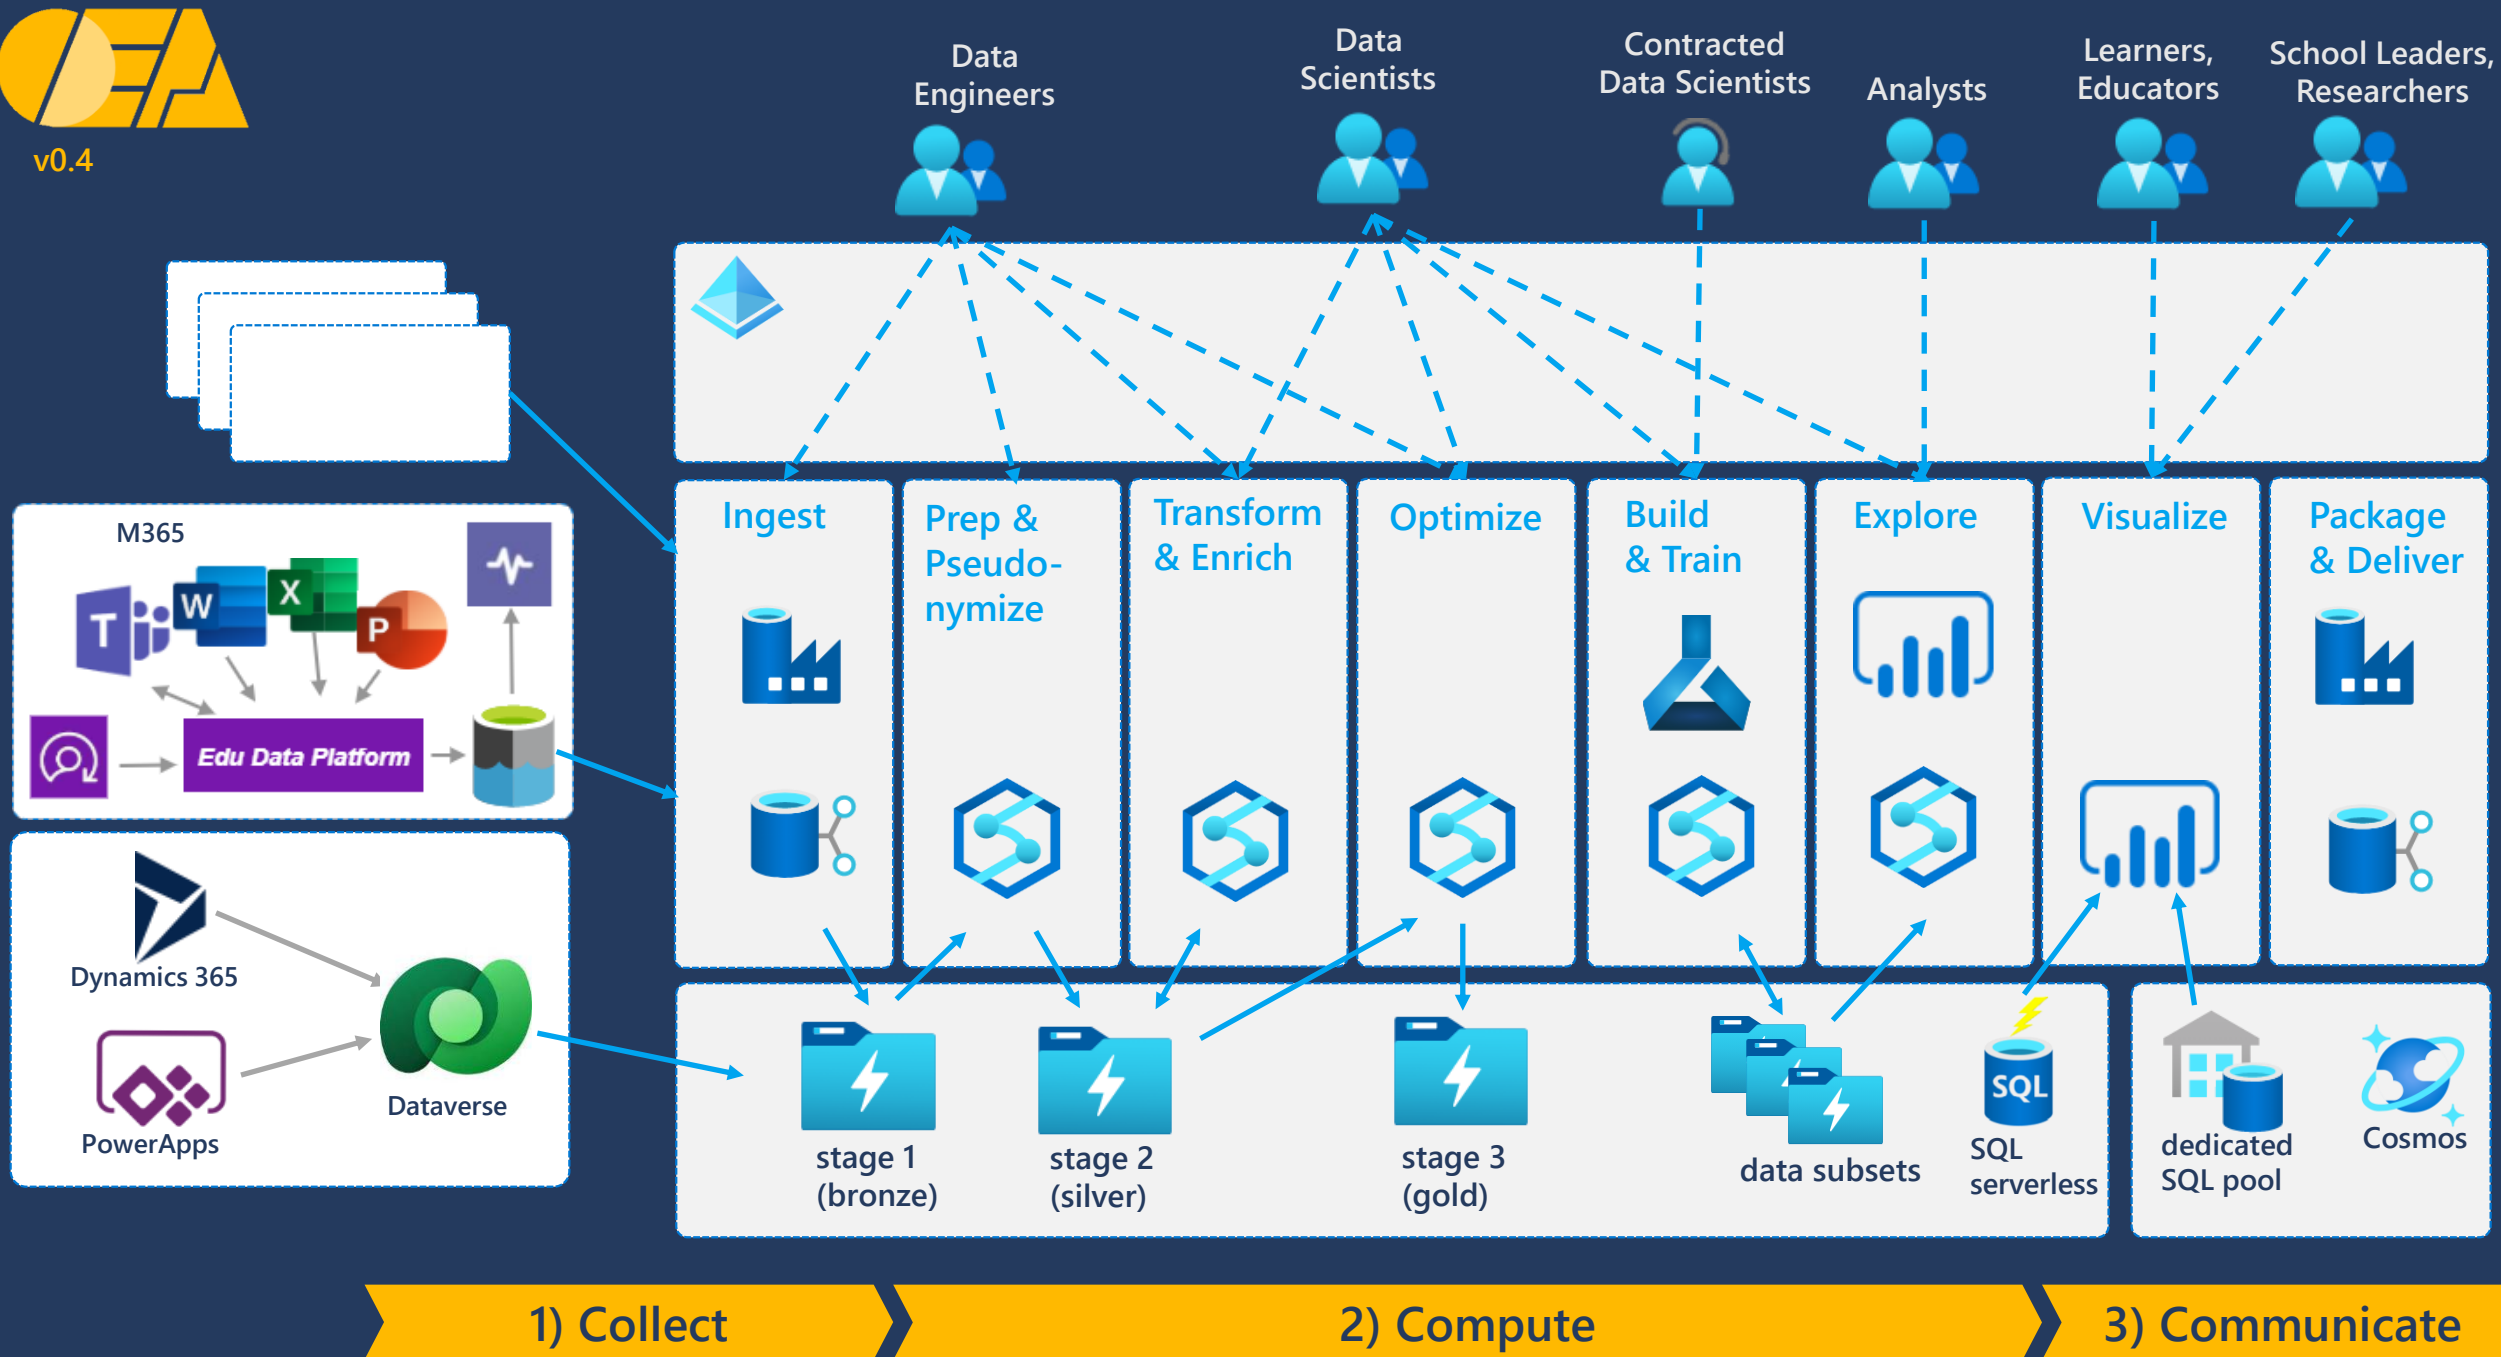 OEA
v0.4
Data
Engineers
Data
Scientists
Contracted
Data Scientists
Analysts
Learners,
Educators
School Leaders,
Researchers
M365
T
W
X
P
Edu Data Platform
Dynamics 365
PowerApps
Dataverse
Ingest
Prep &
Pseudo-
nymize
Transform
& Enrich
Optimize
Build
& Train
Explore
Visualize
Package
& Deliver
stage 1
(bronze)
stage 2
(silver)
stage 3
(gold)
data subsets
SQL
SQL
serverless
dedicated
SQL pool
Cosmos
1) Collect
2) Compute
3) Communicate